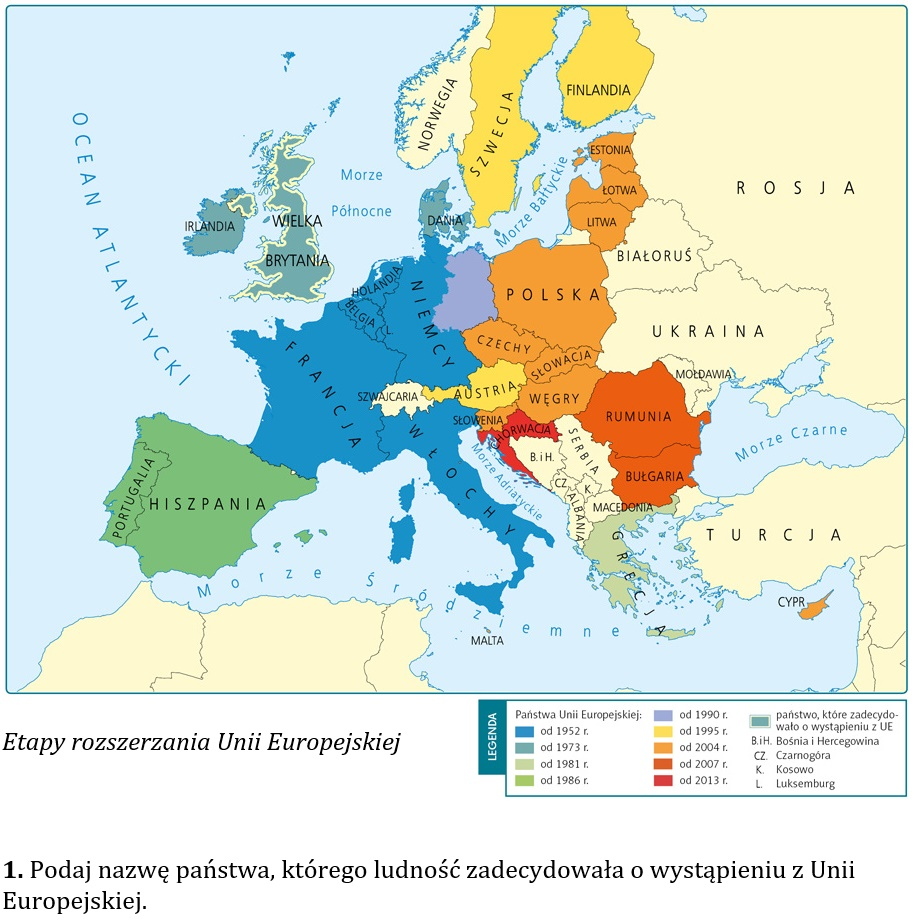 FINLANDIA
NORWEGIA
SZWECJA
ESTONIA
OCEAN ATLANTYCKI
Morze
Północne
Morze Bałtyckie
ŁOTWA
ROSJA
LITWA
IRLANDIA
WIELKA
BRYTANIA
DANIA
BIAŁORUŚ
HOLANDIA
BELGIA
L.
NIEMCY
POLSKA
UKRAINA
CZECHY
SŁOWACJA
FRANCJA
MOŁDAWIA
SZWAJCARIA
AUSTRIA
WĘGRY
RUMUNIA
SŁOWENIA
CHORWACJA
WŁOCHY
B.iH.
SERBIA
Morze Czarne
Morze Adriatyckie
BUŁGARIA
CZ.
K.
ALBANIA
MACEDONIA
PORTUGALIA
HISZPANIA
TURCJA
GRECJA
Morze Śródziemne
CYPR
MALTA
Etapy rozszerzania Unii Europejskiej
LEGENDA
Państwa Unii Europejskiej:
od 1952 r.
od 1973 r.
od 1981 r.
od 1986 r.
od 1990 r.
od 1995 r.
od 2004 r.
od 2007 r.
od 2013 r.
państwo, które zadecydo-
wało o wystąpieniu z UE
B.iH. Bośnia i Hercegowina
CZ. Czarnogóra
K. Kosowo
L. Luksemburg
1. Podaj nazwę państwa, którego ludność zadecydowała o wystąpieniu z Unii
Europejskiej.